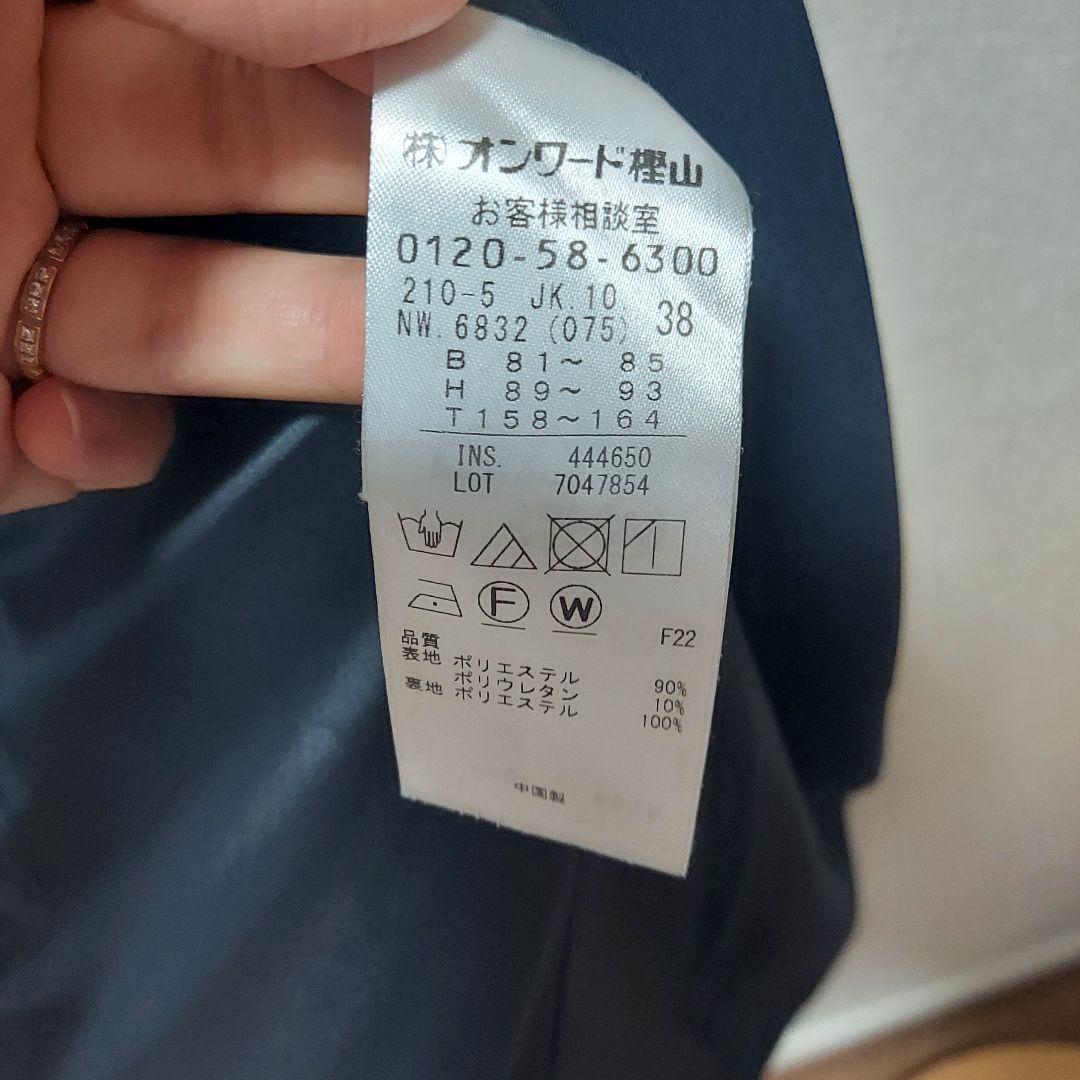 ㈱オンワード樫山
お客様相談室
0120-58-6300
210-5 JK.10 38
NW.6832 (075)
B 81～ 85
H 89～ 93
T158～164
INS. 444650
LOT 7047854
F W
F22
品質
表地 ポリエステル 90%
ポリウレタン 10%
裏地 ポリエステル 100%
中国製